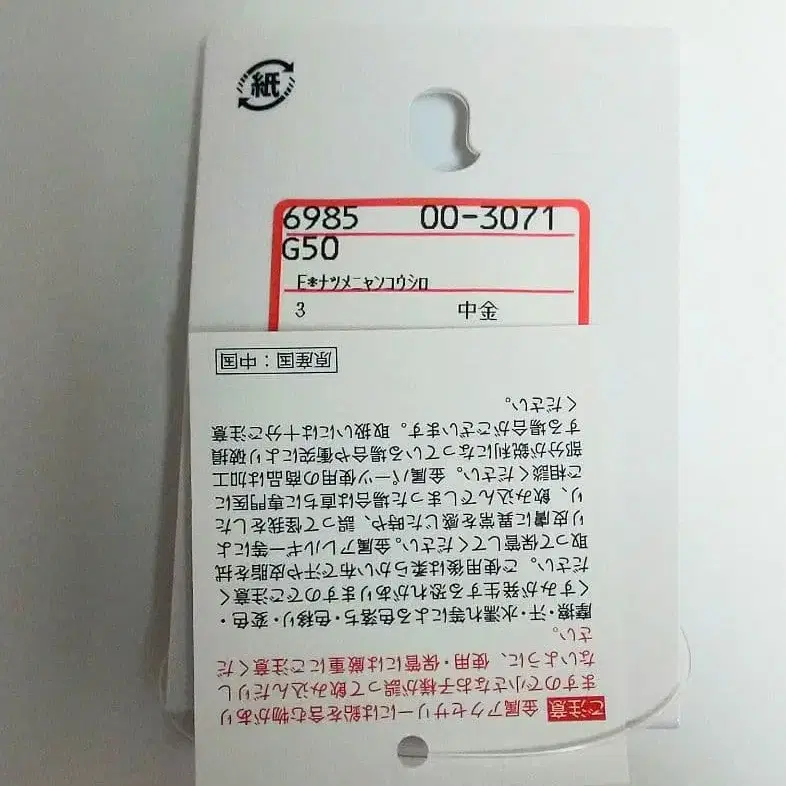 紙
6985 00-3071
G50
E*ナツメニャンコウシロ
3 中金
ご注意 金属アクセサリーには鉛を含む物があり
ますので小さなお子様が誤って飲み込んだりし
ないように、使用・保管には厳重にご注意くだ
さい。
摩擦・汗・水濡れ等による色落ち・色移り・変色・
くすみが発生する恐れがありますのでご注意く
ださい。ご使用後は柔らかい布で汗や皮脂を拭
取って保管してください。金属アレルギー等によ
り皮膚に異常を感じた時や、誤って怪我をした
り、飲み込んでしまった場合は直ちに専門医に
ご相談ください。金属パーツ使用の商品は加工
部分が鋭利になっている場合や衝突により破損
する場合がございます。取扱いには十分ご注意
ください。
原産国：中国